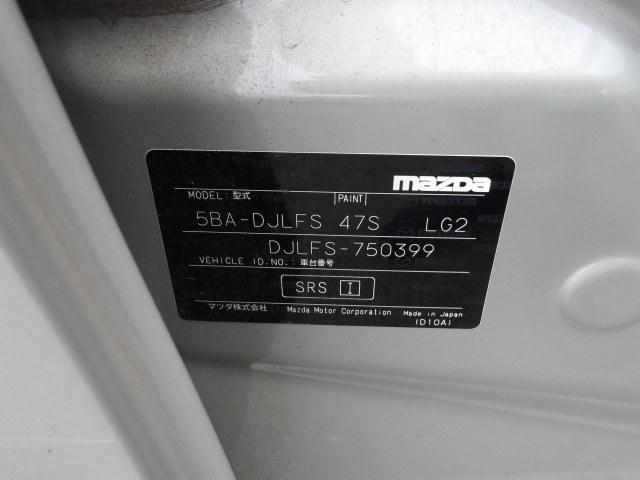 mazda
MODEL:型式 |PAINT|
5BA-DJLFS 47S LG2
DJLFS-750399
VEHICLE ID.NO.:車台番号
SRS I
マツダ株式会社 Mazda Motor Corporation Made in Japan
(D10A)